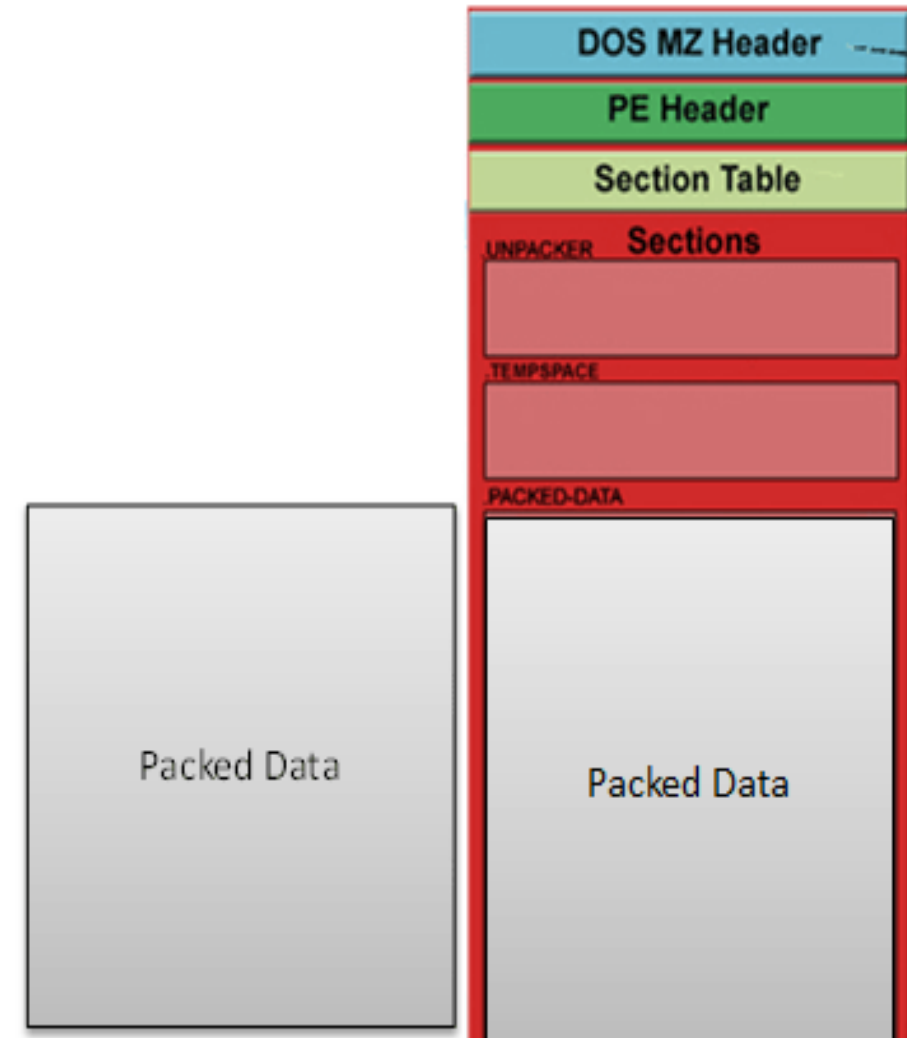 DOS MZ Header
PE Header
Section Table
Sections
.UNPACKER
.TEMPSPACE
.PACKED-DATA
Packed Data
Packed Data